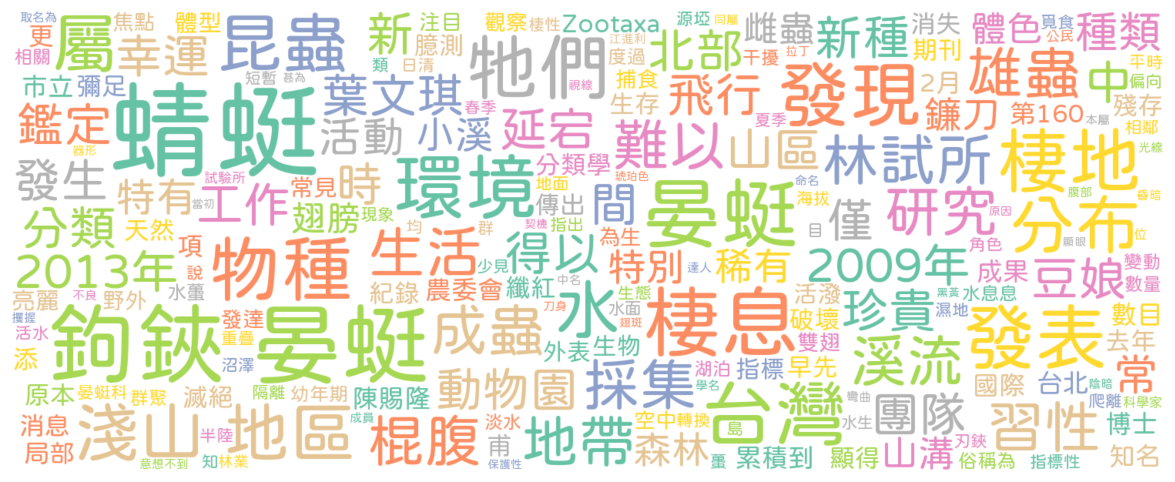 取名為 焦點 體型 昆蟲 新 注目 觀察 棲性 Zootaxa 源埡 同屬 雌蟲 新種 消失 體色 覓食 公民 種類
更 屬 幸運 臆測 牠們 江進利 度過 北部 干擾 拉丁 期刊 雄蟲 中 平時 偏向
相關 短暫 甚為 類 日清 視線 捕食 飛行 發現 2月 殘存
市立 彌足 葉文琪 春季 生存 夏季 鐮刀 第160 本屬 相鄰
鑑定 蜻蜓 活動 小溪 延宕 難以 山區 林試所 棲地 光線
器形 試驗所 常見 時 環境 分類學 琥珀色 命名 腹部 昏暗
發生 特有 工作 當初 翅膀 現象 傳出 地面 間 晏蜓 海拔 僅 研究 原因 分布
分類 天然 項 均 群 契機 指出 為生 目 角色 顯眼 位
2013年 說 物種 生活 少見 得以 特別 達人 稀有 2009年 成果 豆娘 變動 數量
亮麗 不良 野外 水蠆 紀錄 農委會 纖紅 中名 生態 活潑 珍貴 黑黃 水息息 濕地
攫握 活水 添 鉤鋏晏蜓 發達 重疊 沼澤 成蟲 刀身 水 水面 翅斑 棲息 破壞 雙翅 溪流 發表 數目 去年
外表 生物 湖泊 指標 早先
原本 晏蜓科 群聚 滅絕 隔離 幼年期 陳賜隆 動物園 採集 台灣 學名 彎曲 國際 台北 陰暗 爬離 科學家 常
消息 局部 淺山地區 半陸 成員 棍腹 淡水 甫 地帶 空中 轉換 森林 島 水生 團隊 習性 博士
意想不到 知 林業 保護性 蠆 累積到 顯得 山溝 刃鋏 俗稱為 指標性 知名